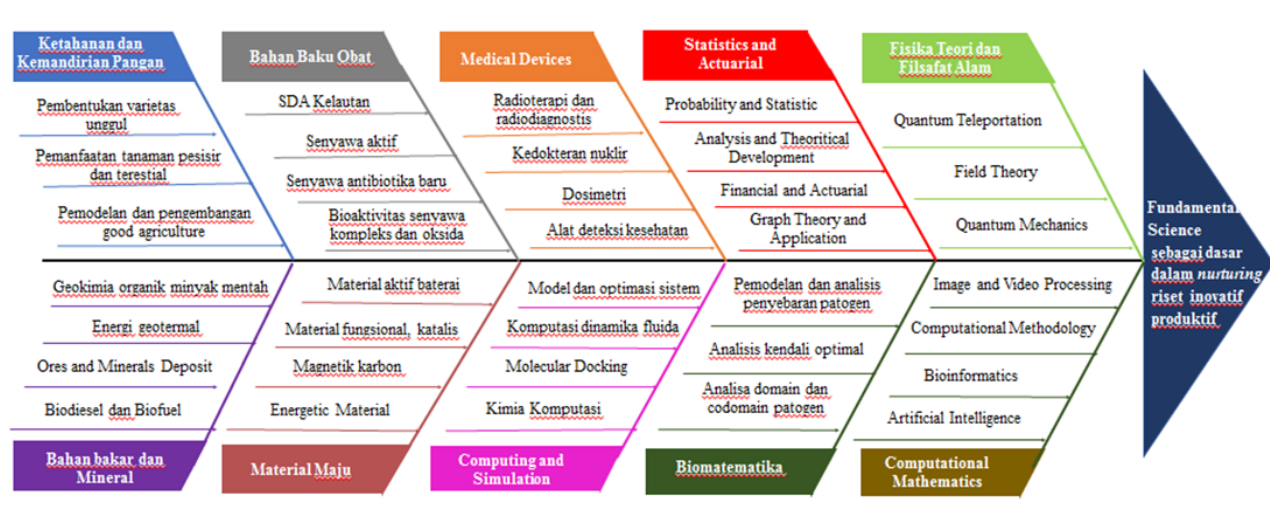 Ketahanan dan
Kemandirian Pangan
Pembentukan varietas
unggul
Pemanfaatan tanaman pesisir
dan terestial
Pemodelan dan pengembangan
good agriculture
Bahan Baku Obat
SDA Kelautan
Senyawa aktif
Senyawa antibiotika baru
Bioaktivitas senyawa
kompleks dan oksida
Medical Devices
Radioterapi dan
radiodiagnostis
Kedokteran nuklir
Dosimetri
Alat deteksi kesehatan
Statistics and
Actuarial
Probability and Statistic
Analysis and Theoritical
Development
Financial and Actuarial
Graph Theory and
Application
Fisika Teori dan
Filsafat Alam
Quantum Teleportation
Field Theory
Quantum Mechanics
Geokimia organik minyak mentah
Energi geotermal
Ores and Minerals Deposit
Biodiesel dan Biofuel
Bahan bakar dan
Mineral
Material aktif baterai
Material fungsional, katalis
Magnetik karbon
Energetic Material
Material Maju
Model dan optimasi sistem
Komputasi dinamika fluida
Molecular Docking
Kimia Komputasi
Computing and
Simulation
Pemodelan dan analisis
penyebaran patogen
Analisis kendali optimal
Analisa domain dan
codomain patogen
Biomatematika
Image and Video Processing
Computational Methodology
Bioinformatics
Artificial Intelligence
Computational
Mathematics
Fundamental
Science
sebagai dasar
dalam nurturing
riset inovatif
produktif